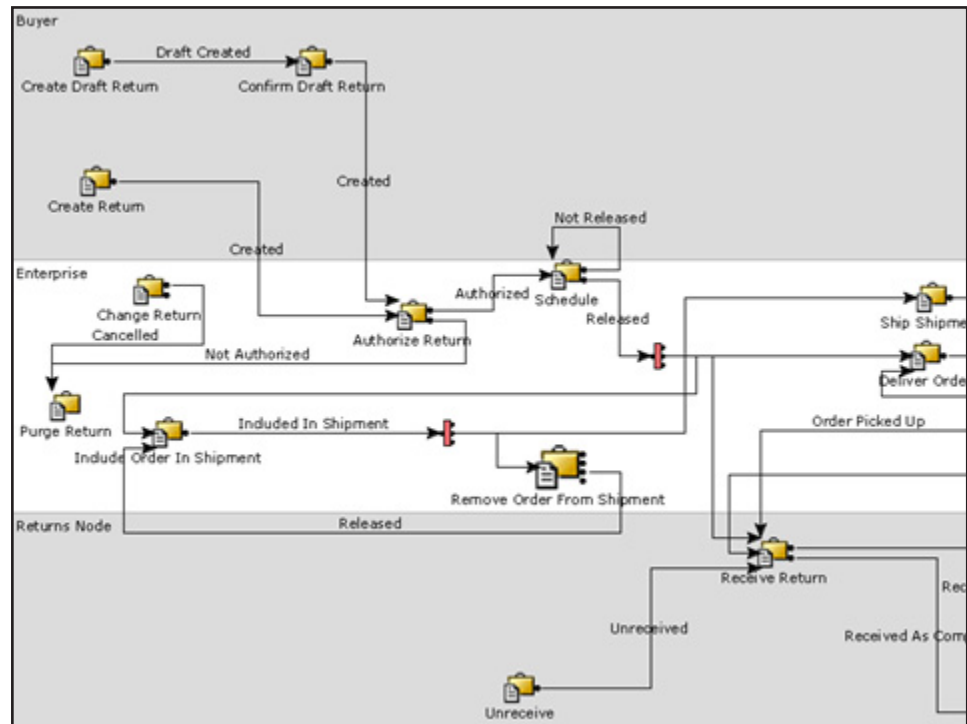 Buyer
Draft Created
Create Draft Return
Confirm Draft Return
Created
Create Return
Not Released
Created
Enterprise
Schedule
Authorized
Change Return
Released
Ship Shipme
Cancelled
Authorize Return
Not Authorized
Deliver Orde
Purge Return
Included In Shipment
Order Picked Up
Include Order In Shipment
Remove Order From Shipment
Returns Node
Released
Receive Return
Rec
Unreceived
Received As Com
Unreceive